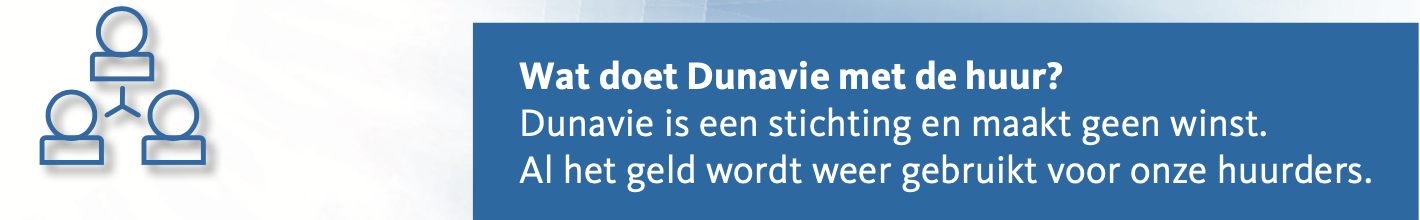 Wat doet Dunavie met de huur?
Dunavie is een stichting en maakt geen winst.
Al het geld wordt weer gebruikt voor onze huurders.